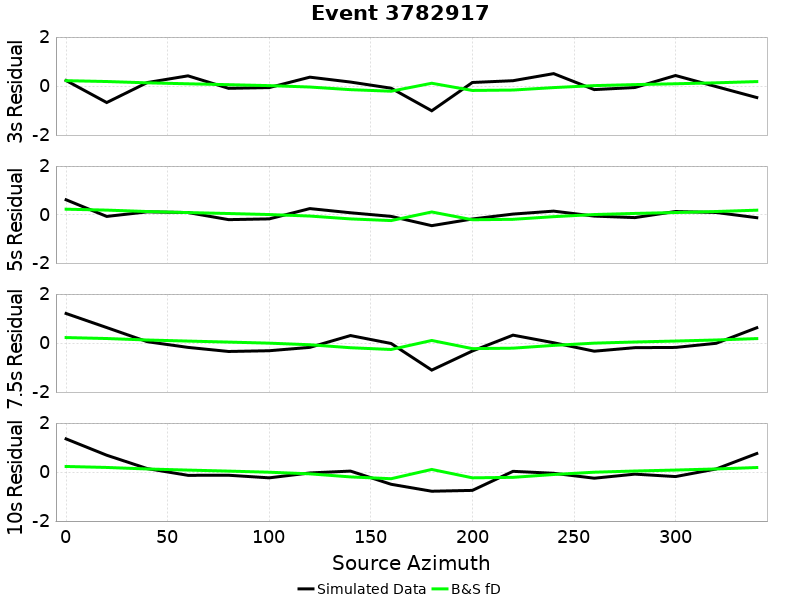 Event 3782917
3s Residual
2
0
-2
5s Residual
2
0
-2
7.5s Residual
2
0
-2
10s Residual
2
0
-2
0 50 100 150 200 250 300
Source Azimuth
Simulated Data B&S fD